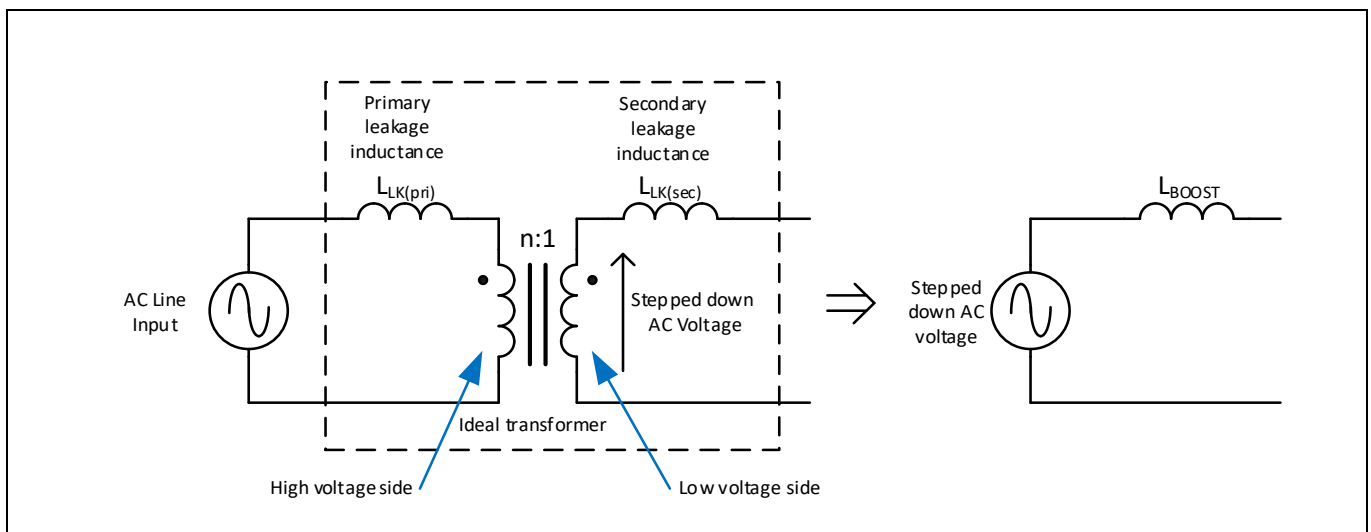 Primary
leakage
inductance
L_LK(pri)
Secondary
leakage
inductance
L_LK(sec)
L_BOOST
n:1
AC Line
Input
Stepped down
AC Voltage
Stepped
down AC
voltage
Ideal transformer
High voltage side
Low voltage side